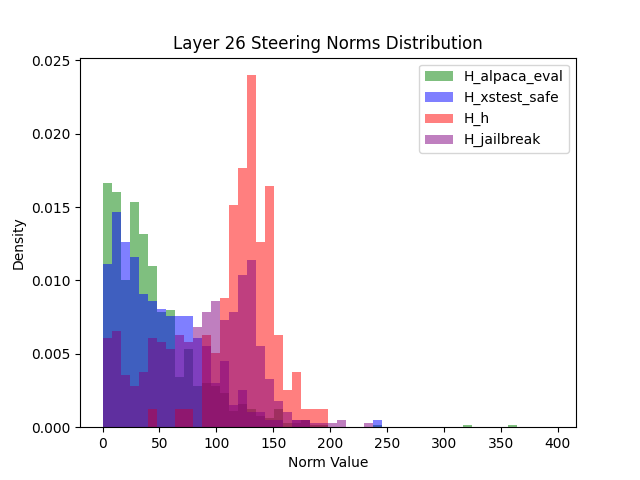 Layer 26 Steering Norms Distribution
H_alpaca_eval
H_xstest_safe
H_h
H_jailbreak
0.025
0.020
0.015
0.010
0.005
0.000
Density
0 50 100 150 200 250 300 350 400
Norm Value